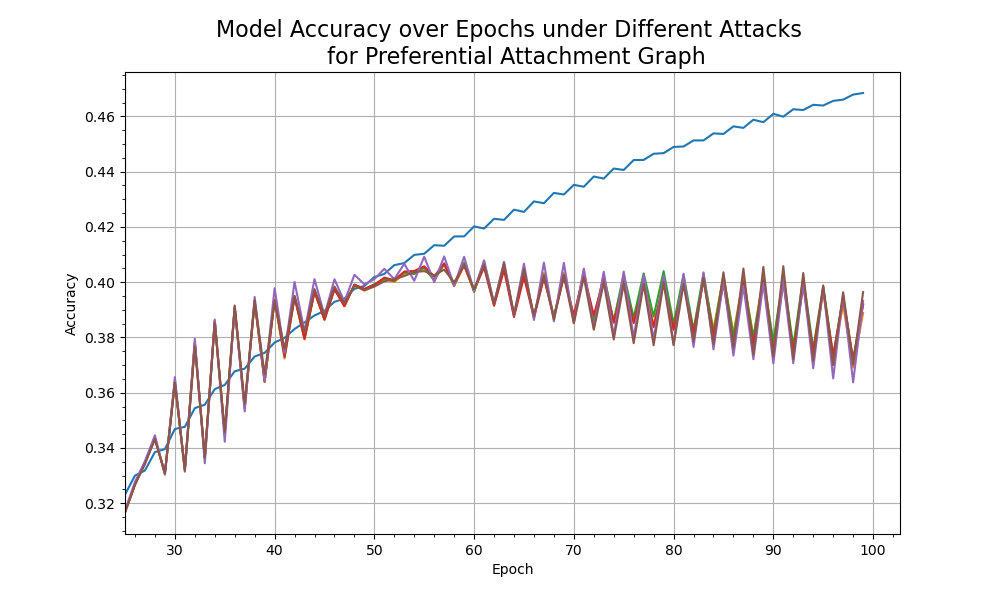 Model Accuracy over Epochs under Different Attacks
for Preferential Attachment Graph
0.46
0.44
0.42
0.40
0.38
0.36
0.34
0.32
Accuracy
30 40 50 60 70 80 90 100
Epoch